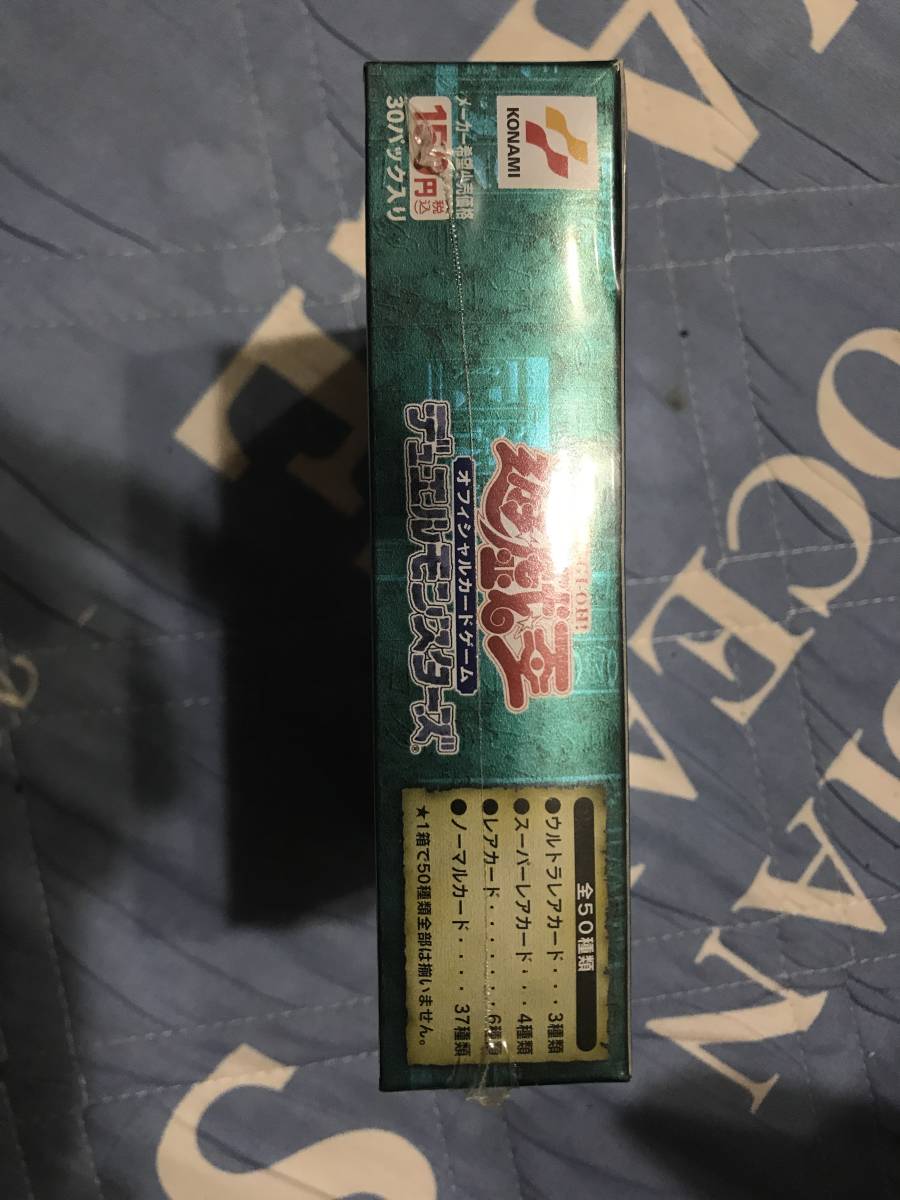 KONAMI
メーカー希望小売価格
150円
税込
30パック入り
遊戯王
オフィシャルカードゲーム
デュエルモンスターズ®
全50種類
●ウルトラレアカード・・・3種類
●スーパーレアカード・・・4種類
●レアカード・・・・・・・6種類
●ノーマルカード・・・・37種類
★1箱で50種類全部は揃いません。
OCEA